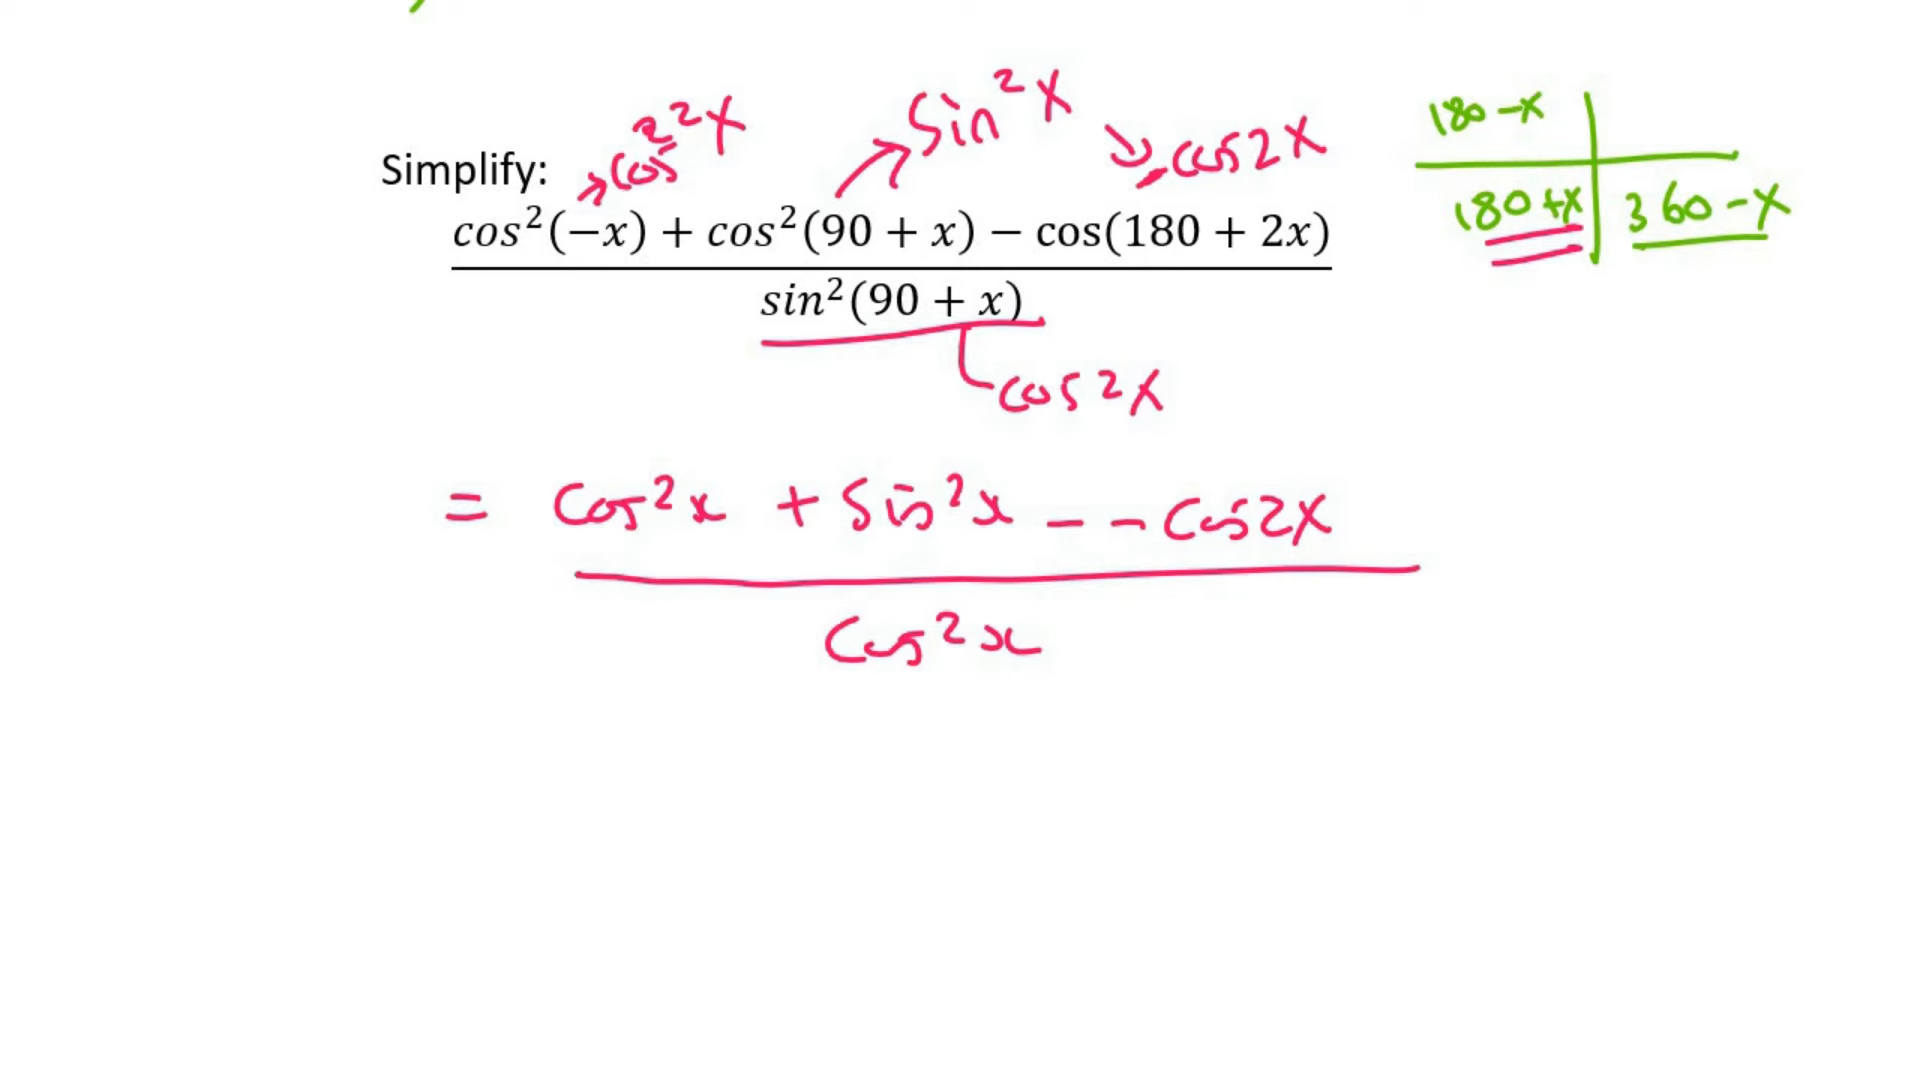 cos²x
sin²x
-cos2x
180-x
Simplify:
cos²(−x) + cos²(90 + x) − cos(180 + 2x)
180+x
360-x
sin²(90 + x)
cos²x
= cos²x + sin²x - -cos2x
cos²x